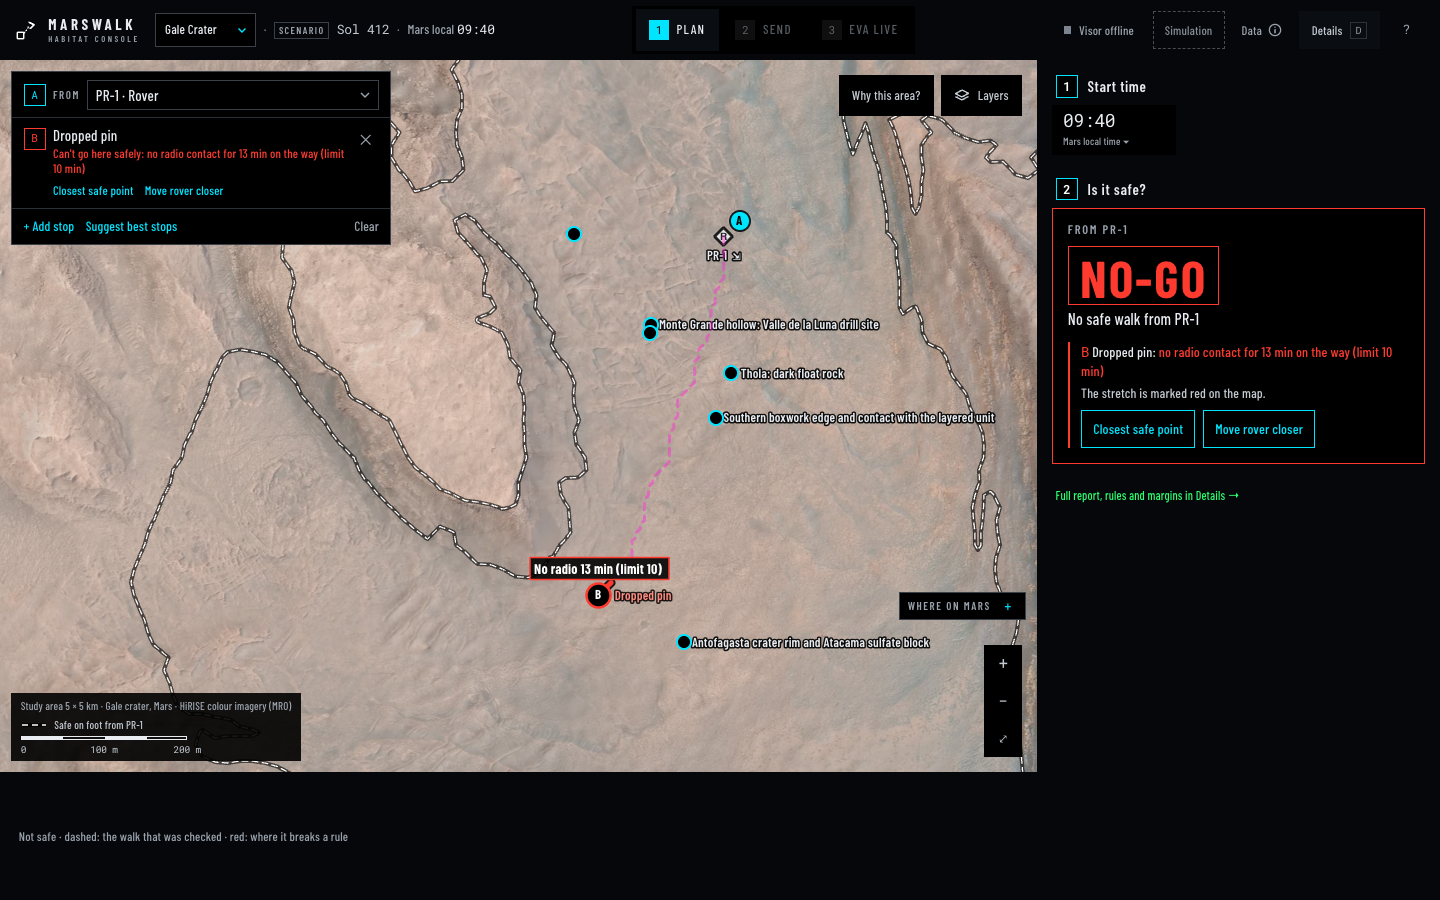 MARSWALK
HABITAT CONSOLE
Gale Crater
· SCENARIO Sol 412 · Mars local 09:40
1 PLAN
2 SEND
3 EVA LIVE
Visor offline
Simulation
Data
Details D
?
A FROM PR-1 · Rover
B Dropped pin
Can't go here safely: no radio contact for 13 min on the way (limit
10 min)
Closest safe point Move rover closer
+ Add stop Suggest best stops Clear
Why this area?
Layers
A
R
PR-1
Monte Grande hollow: Valle de la Luna drill site
Thola: dark float rock
Southern boxwork edge and contact with the layered unit
No radio 13 min (limit 10)
B Dropped pin
WHERE ON MARS +
Antofagasta crater rim and Atacama sulfate block
+
−
Study area 5 × 5 km · Gale crater, Mars · HiRISE colour imagery (MRO)
Safe on foot from PR-1
0 100 m 200 m
Not safe · dashed: the walk that was checked · red: where it breaks a rule
1 Start time
09:40
Mars local time
2 Is it safe?
FROM PR-1
NO-GO
No safe walk from PR-1
B Dropped pin: no radio contact for 13 min on the way (limit 10
min)
The stretch is marked red on the map.
Closest safe point
Move rover closer
Full report, rules and margins in Details →